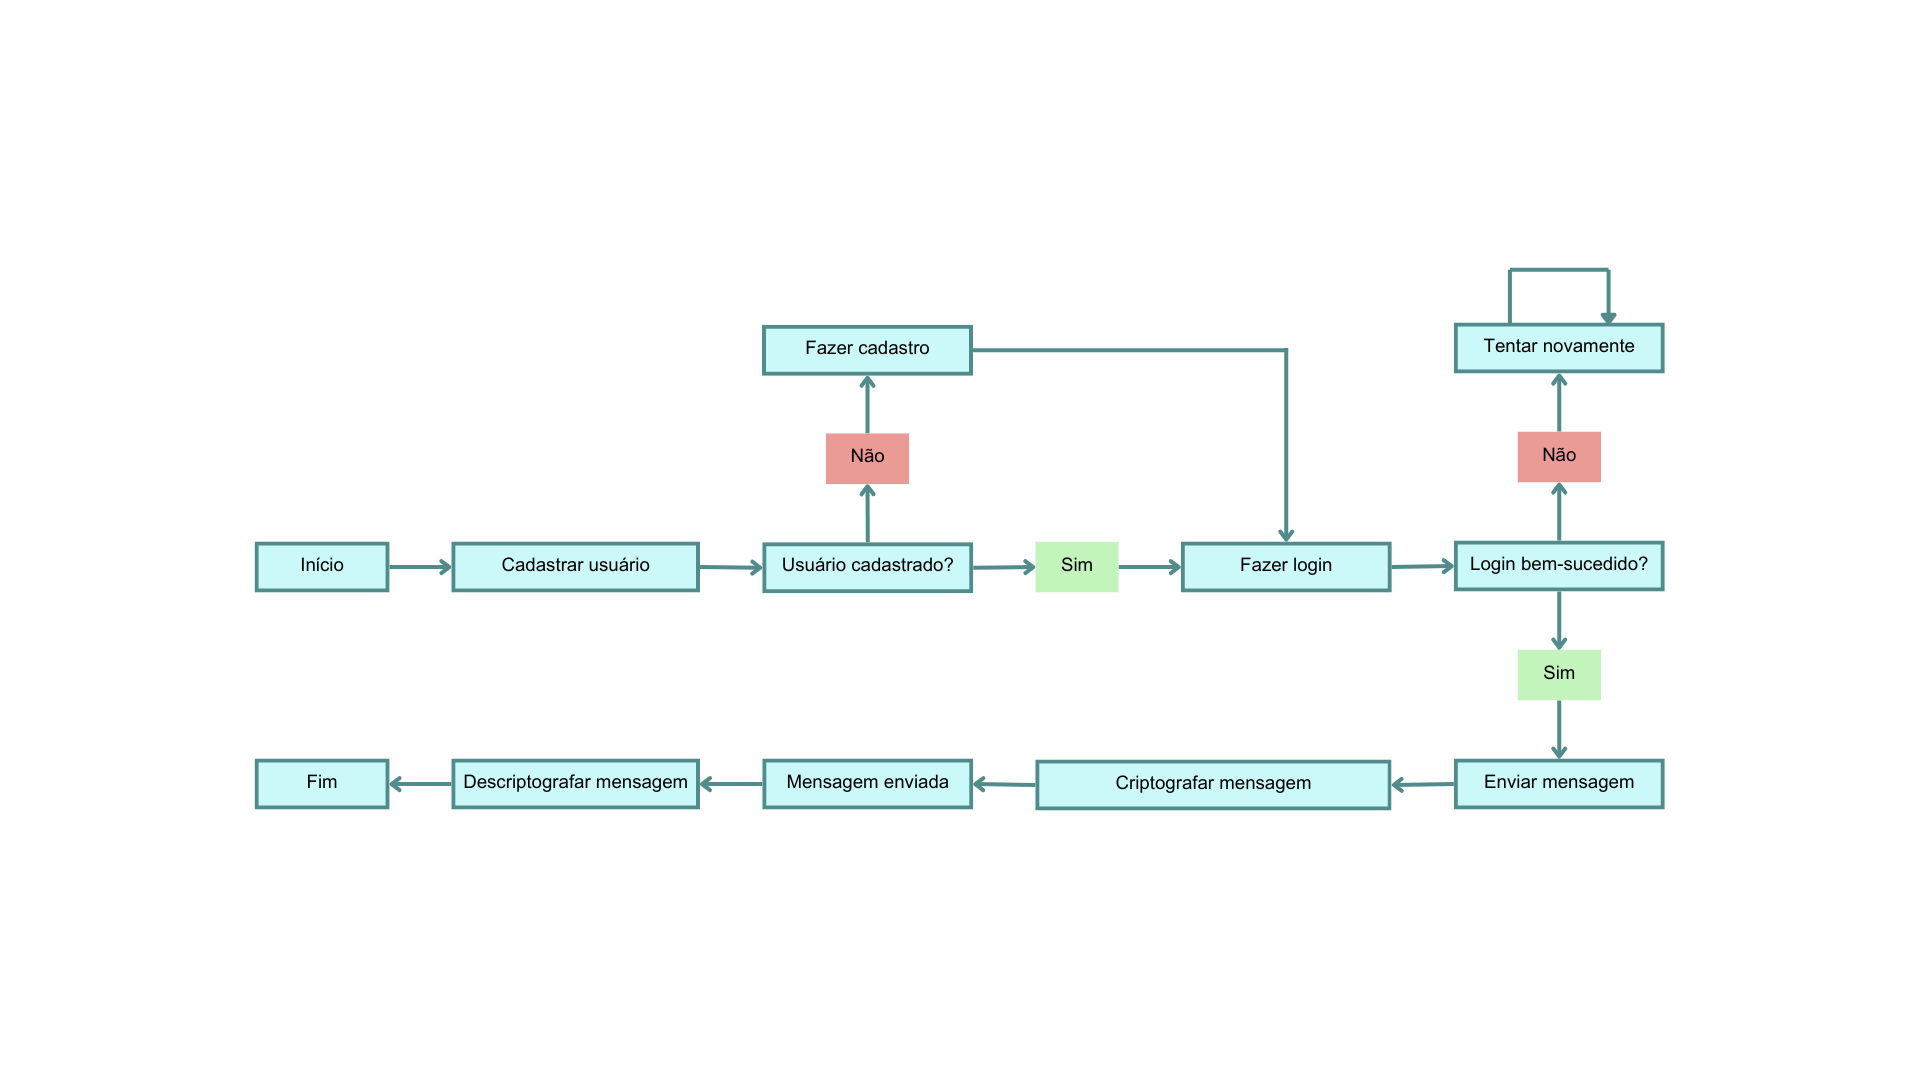 Fazer cadastro
Tentar novamente
Não
Não
Início
Cadastrar usuário
Usuário cadastrado?
Sim
Fazer login
Login bem-sucedido?
Sim
Fim
Descriptografar mensagem
Mensagem enviada
Criptografar mensagem
Enviar mensagem